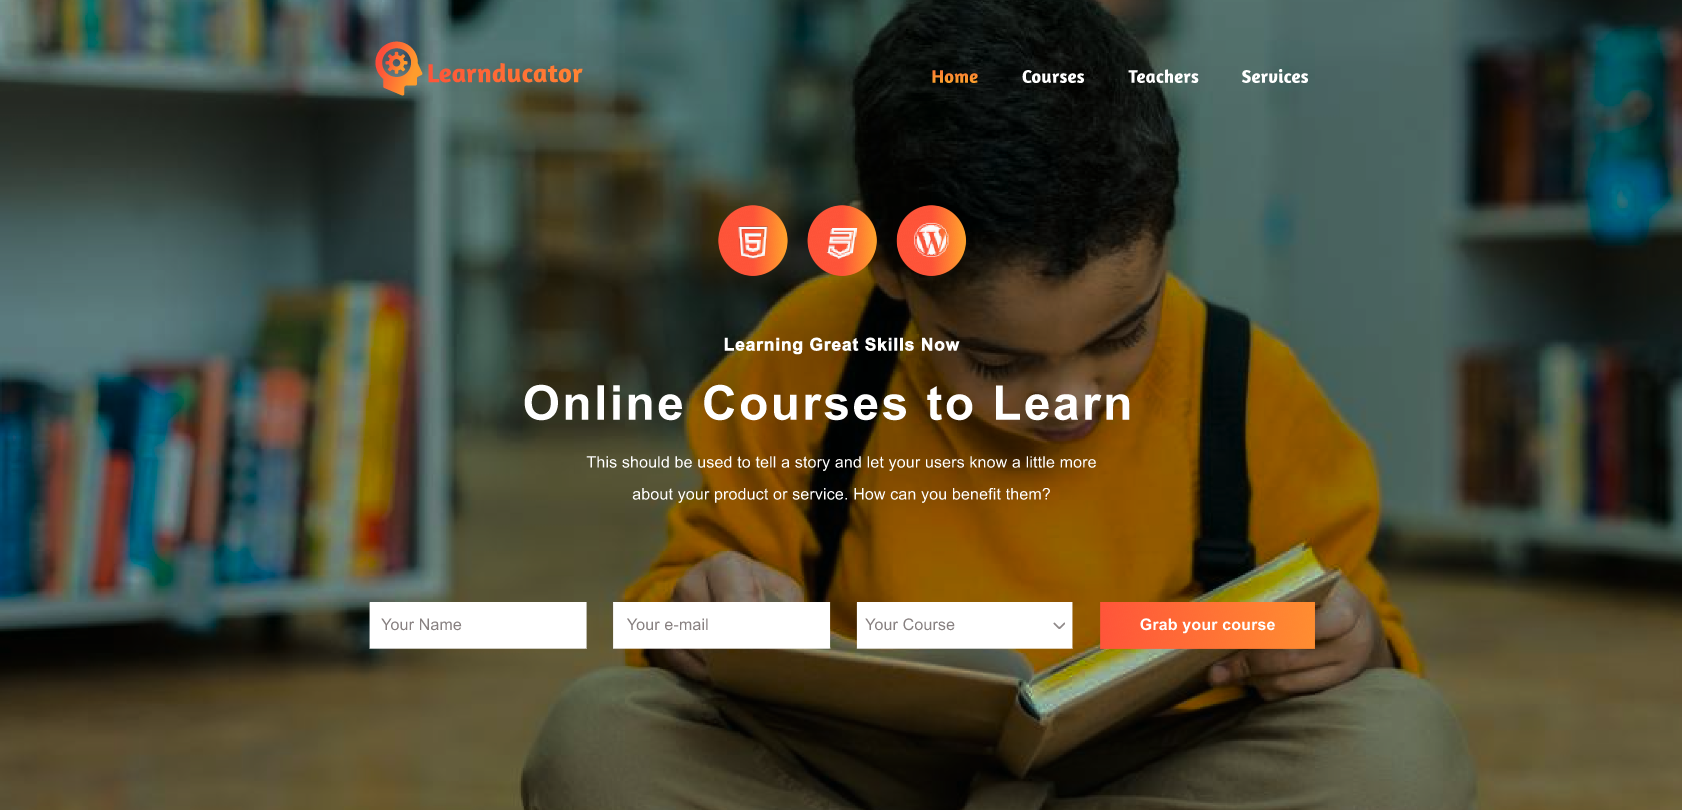 Learnducator
Home Courses Teachers Services
Learning Great Skills Now
Online Courses to Learn
This should be used to tell a story and let your users know a little more
about your product or service. How can you benefit them?
Your Name Your e-mail Your Course Grab your course